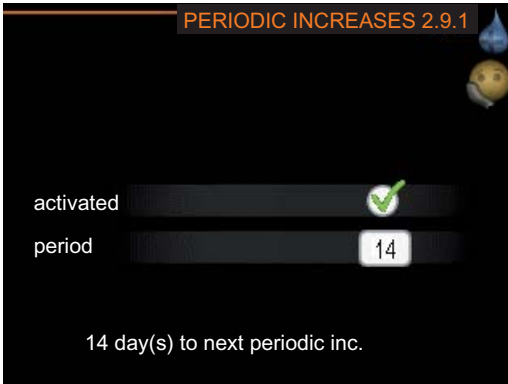 PERIODIC INCREASES 2.9.1
activated
period 14
14 day(s) to next periodic inc.